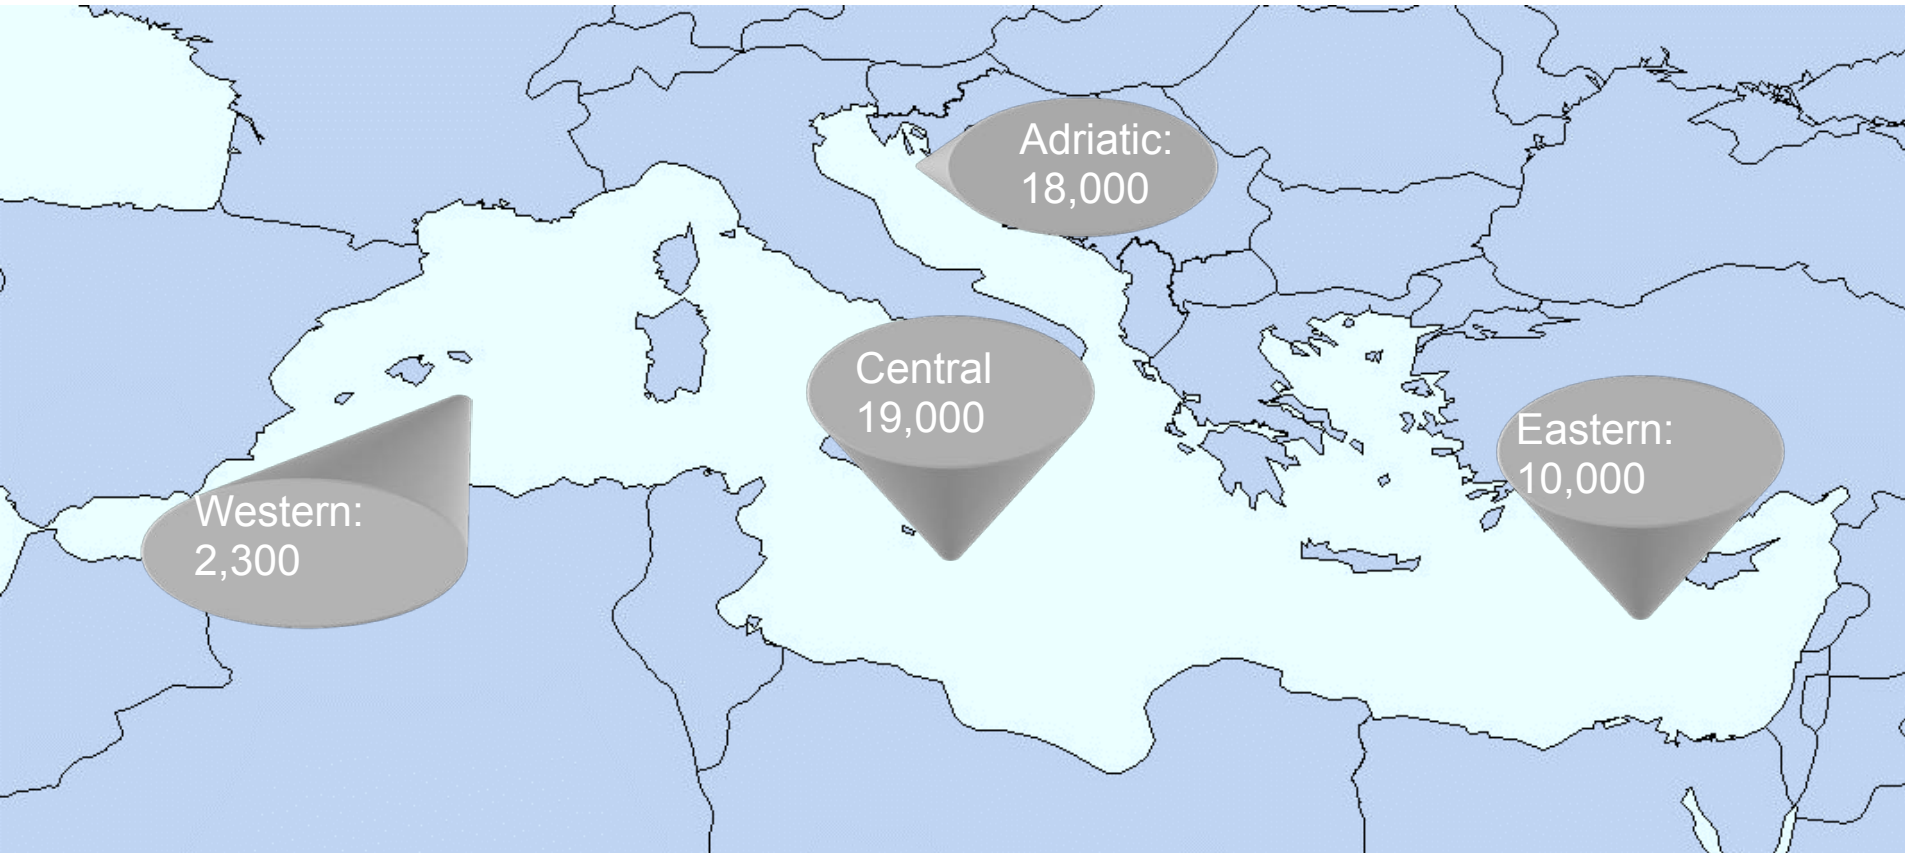 Adriatic:
18,000
Central
19,000
Eastern:
10,000
Western:
2,300